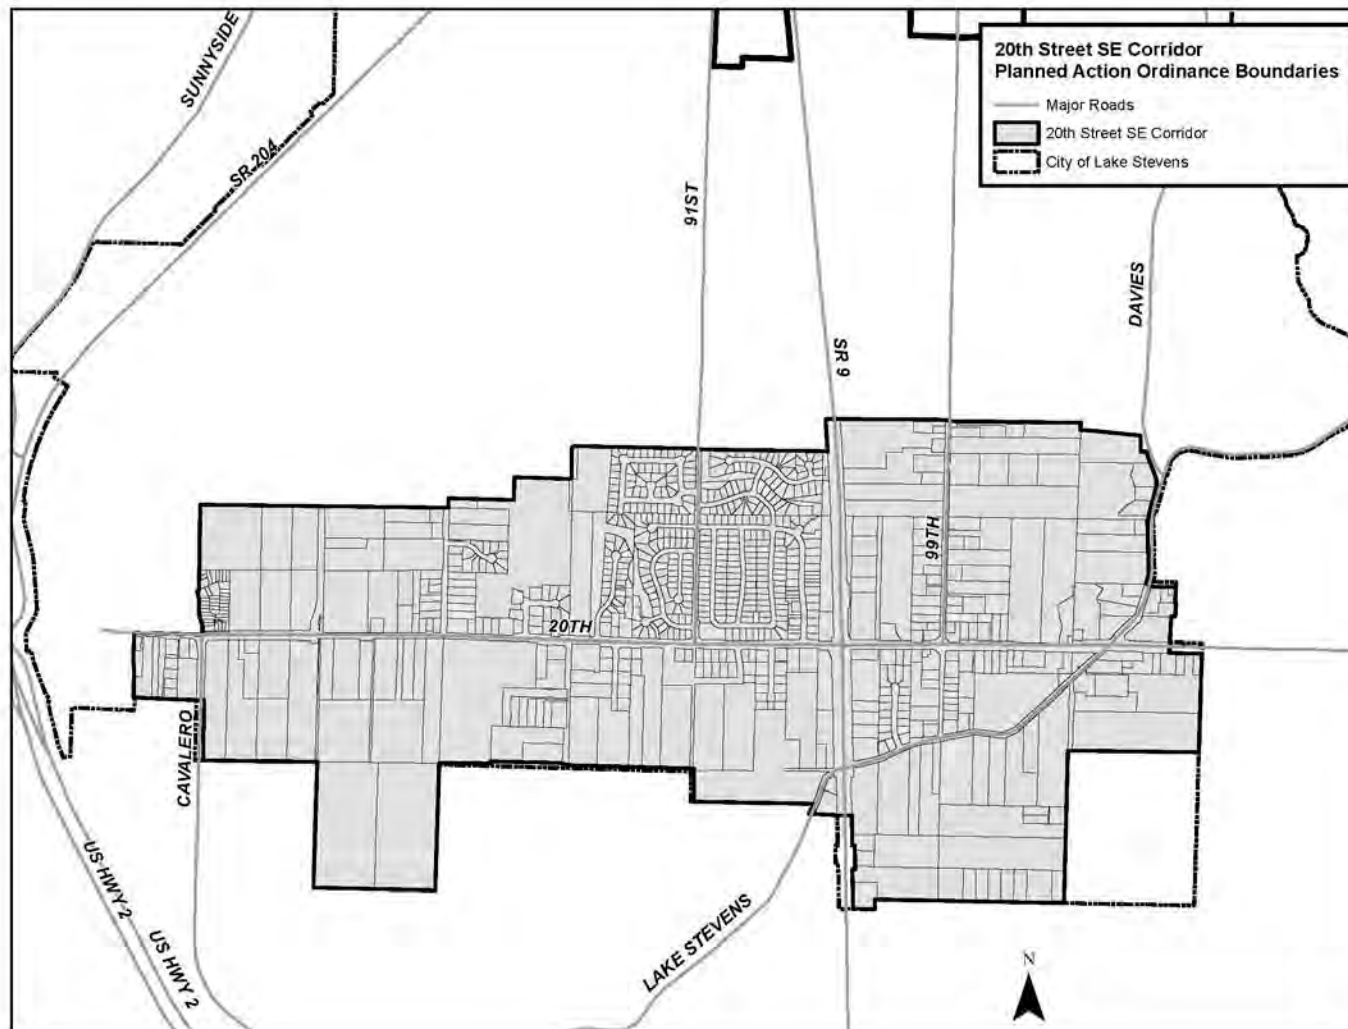 20th Street SE Corridor
Planned Action Ordinance Boundaries
Major Roads
20th Street SE Corridor
City of Lake Stevens
SUNNYSIDE
SR 204
91ST
DAVIES
SR 9
99TH
20TH
CAVALERO
US HWY 2
US HWY 2
LAKE STEVENS
N